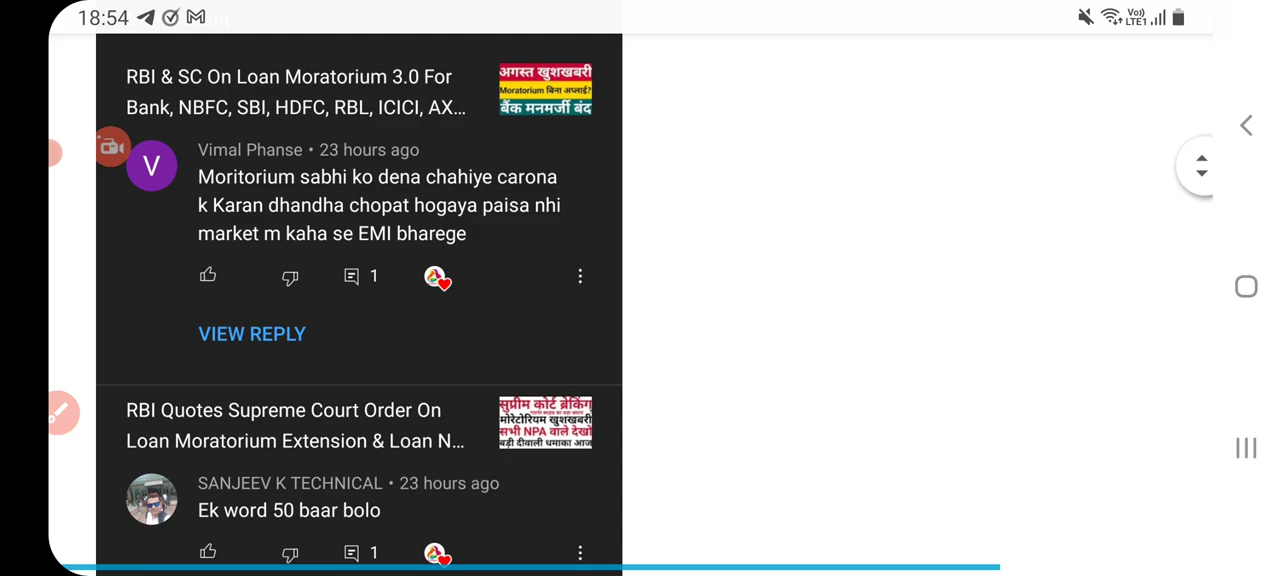 18:54
Vo)) LTE1
RBI & SC On Loan Moratorium 3.0 For
Bank, NBFC, SBI, HDFC, RBL, ICICI, AX...
अगस्त खुशखबरी
Moratorium बिना अप्लाई?
बैंक मनमर्जी बंद
V
Vimal Phanse • 23 hours ago
Moritorium sabhi ko dena chahiye carona
k Karan dhandha chopat hogaya paisa nhi
market m kaha se EMI bharege
1
VIEW REPLY
RBI Quotes Supreme Court Order On
Loan Moratorium Extension & Loan N...
सुप्रीम कोर्ट ब्रेकिंग
मोरेटोरियम खुशखबरी
सभी NPA वाले देखो
बड़ी दीवाली धमाका आज
SANJEEV K TECHNICAL • 23 hours ago
Ek word 50 baar bolo
1